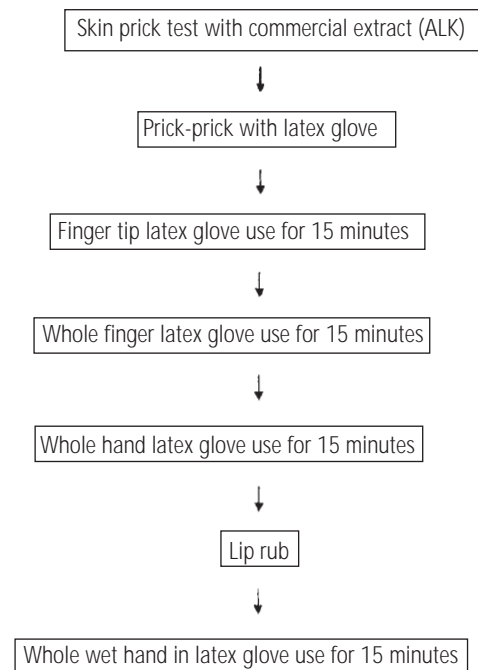 Skin prick test with commercial extract (ALK)
Prick-prick with latex glove
Finger tip latex glove use for 15 minutes
Whole finger latex glove use for 15 minutes
Whole hand latex glove use for 15 minutes
Lip rub
Whole wet hand in latex glove use for 15 minutes